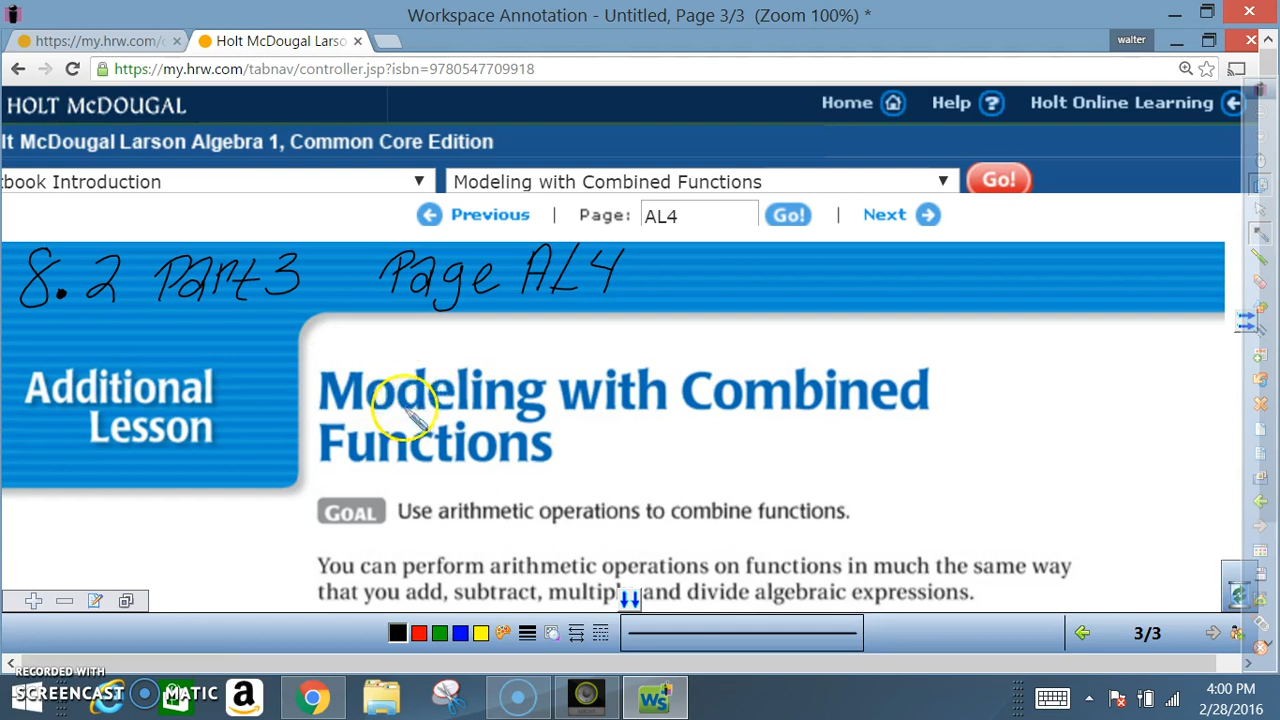 Workspace Annotation - Untitled, Page 3/3 (Zoom 100%) *
https://my.hrw.com/
Holt McDougal Larso
walter
https://my.hrw.com/tabnav/controller.jsp?isbn=9780547709918
HOLT McDOUGAL
Home
Help ?
Holt Online Learning
lt McDougal Larson Algebra 1, Common Core Edition
book Introduction
Modeling with Combined Functions
Go!
Previous | Page: AL4 Go! | Next
8.2 Part 3 Page AL4
Additional
Lesson
Modeling with Combined
Functions
GOAL Use arithmetic operations to combine functions.
You can perform arithmetic operations on functions in much the same way
that you add, subtract, multiply and divide algebraic expressions.
3/3
RECORDED WITH
SCREENCAST MATIC
4:00 PM
2/28/2016